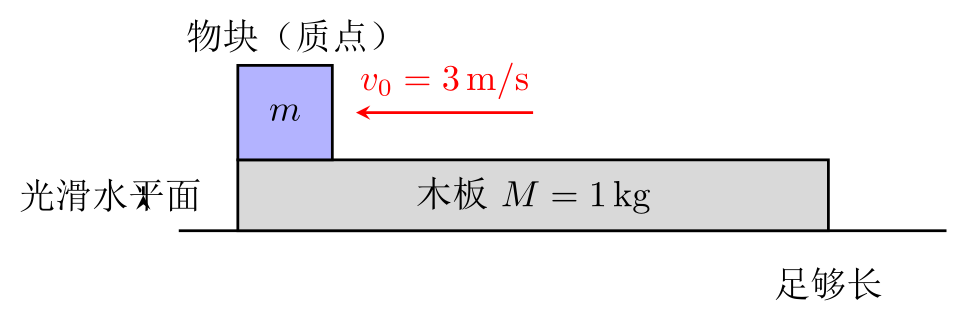 物块（质点）
v₀ = 3 m/s
m
光滑水平面
木板 M = 1 kg
足够长